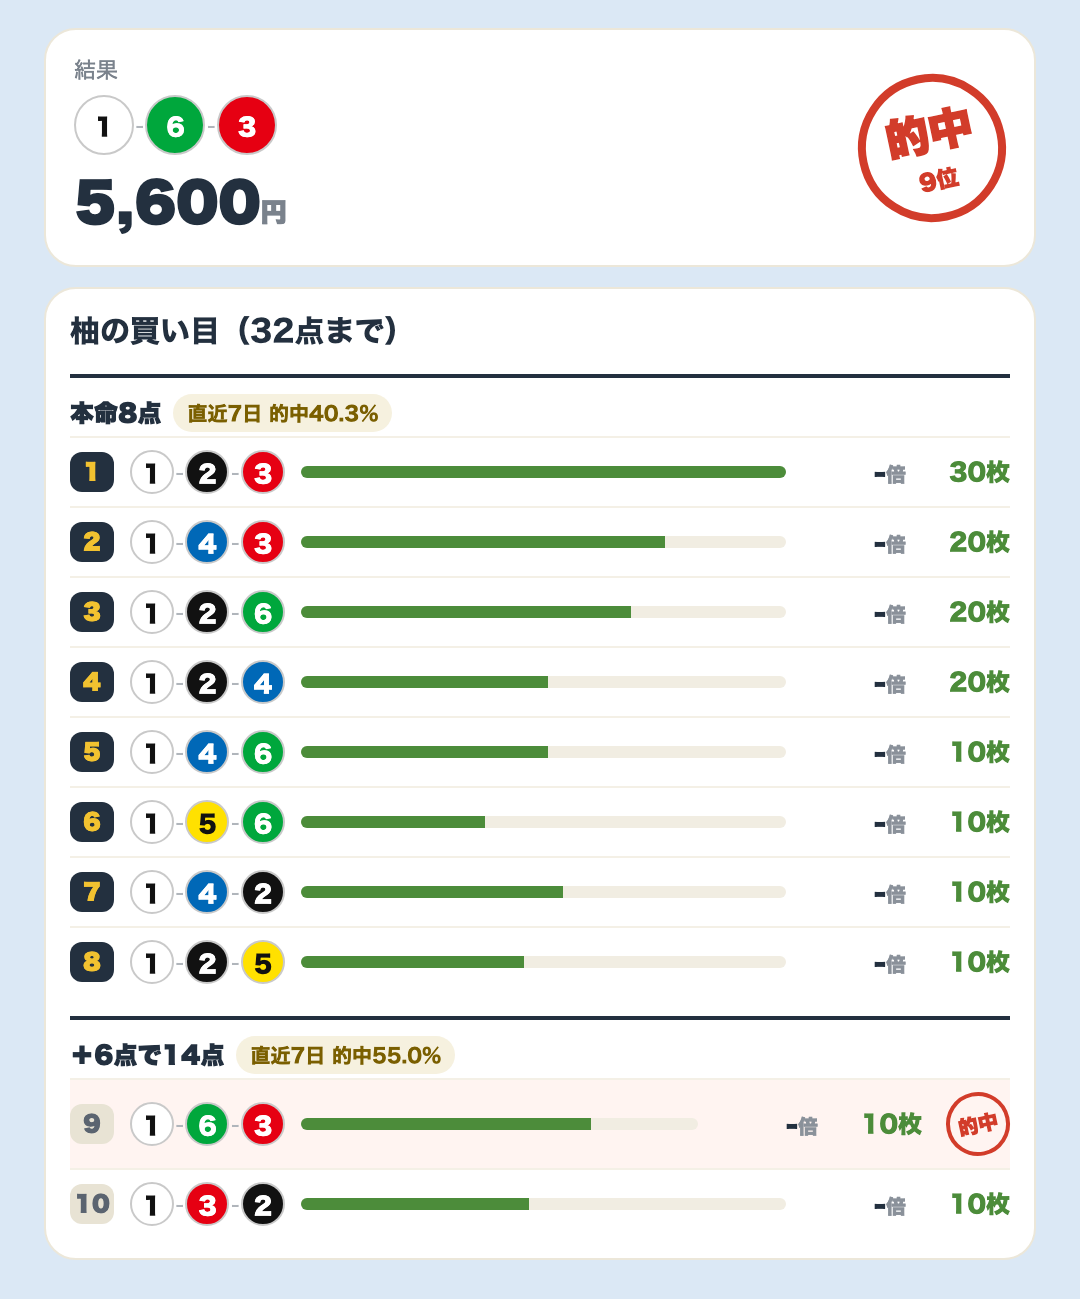 結果
1-6-3
5,600円
的中
9位
柚の買い目（32点まで）
本命8点 直近7日 的中40.3%
1 1-2-3 -倍 30枚
2 1-4-3 -倍 20枚
3 1-2-6 -倍 20枚
4 1-2-4 -倍 20枚
5 1-4-6 -倍 10枚
6 1-5-6 -倍 10枚
7 1-4-2 -倍 10枚
8 1-2-5 -倍 10枚
+6点で14点 直近7日 的中55.0%
9 1-6-3 -倍 10枚 的中
10 1-3-2 -倍 10枚